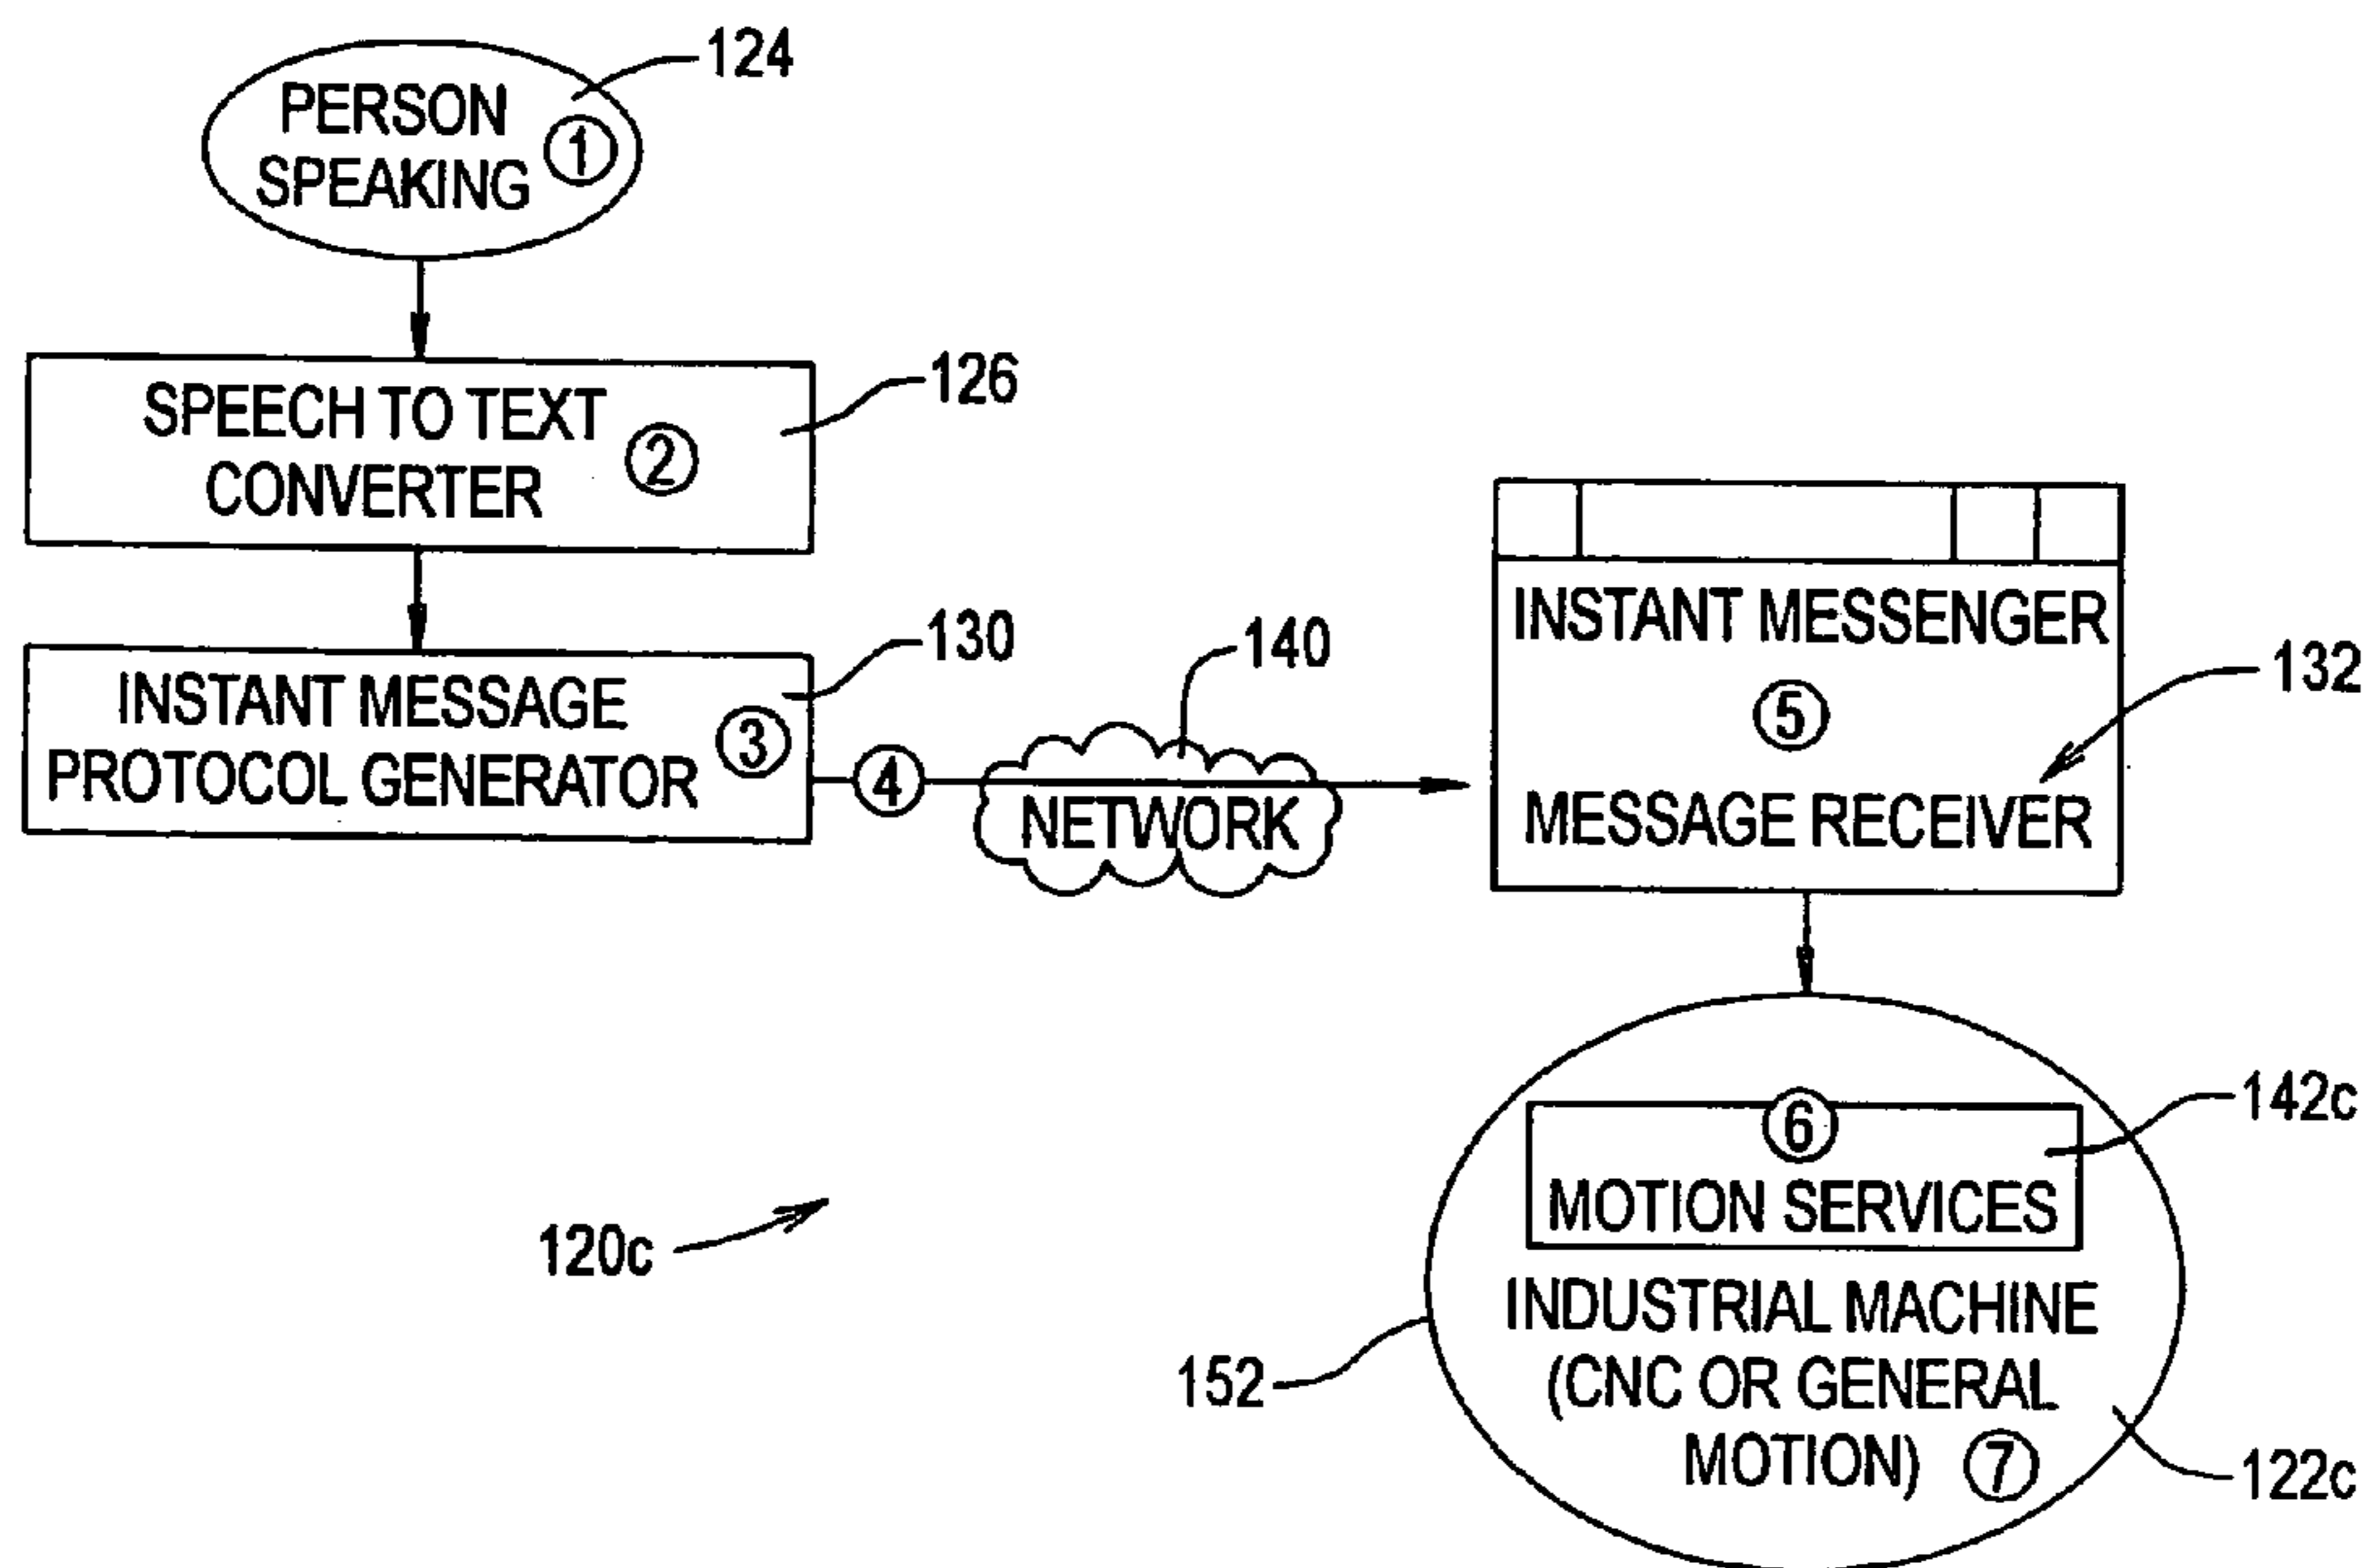 124
PERSON
SPEAKING ①
126
SPEECH TO TEXT
CONVERTER ②
130
INSTANT MESSAGE
PROTOCOL GENERATOR ③
④
140
NETWORK
INSTANT MESSENGER
⑤
132
MESSAGE RECEIVER
⑥
142c
MOTION SERVICES
INDUSTRIAL MACHINE
(CNC OR GENERAL
MOTION) ⑦
152
122c
120c